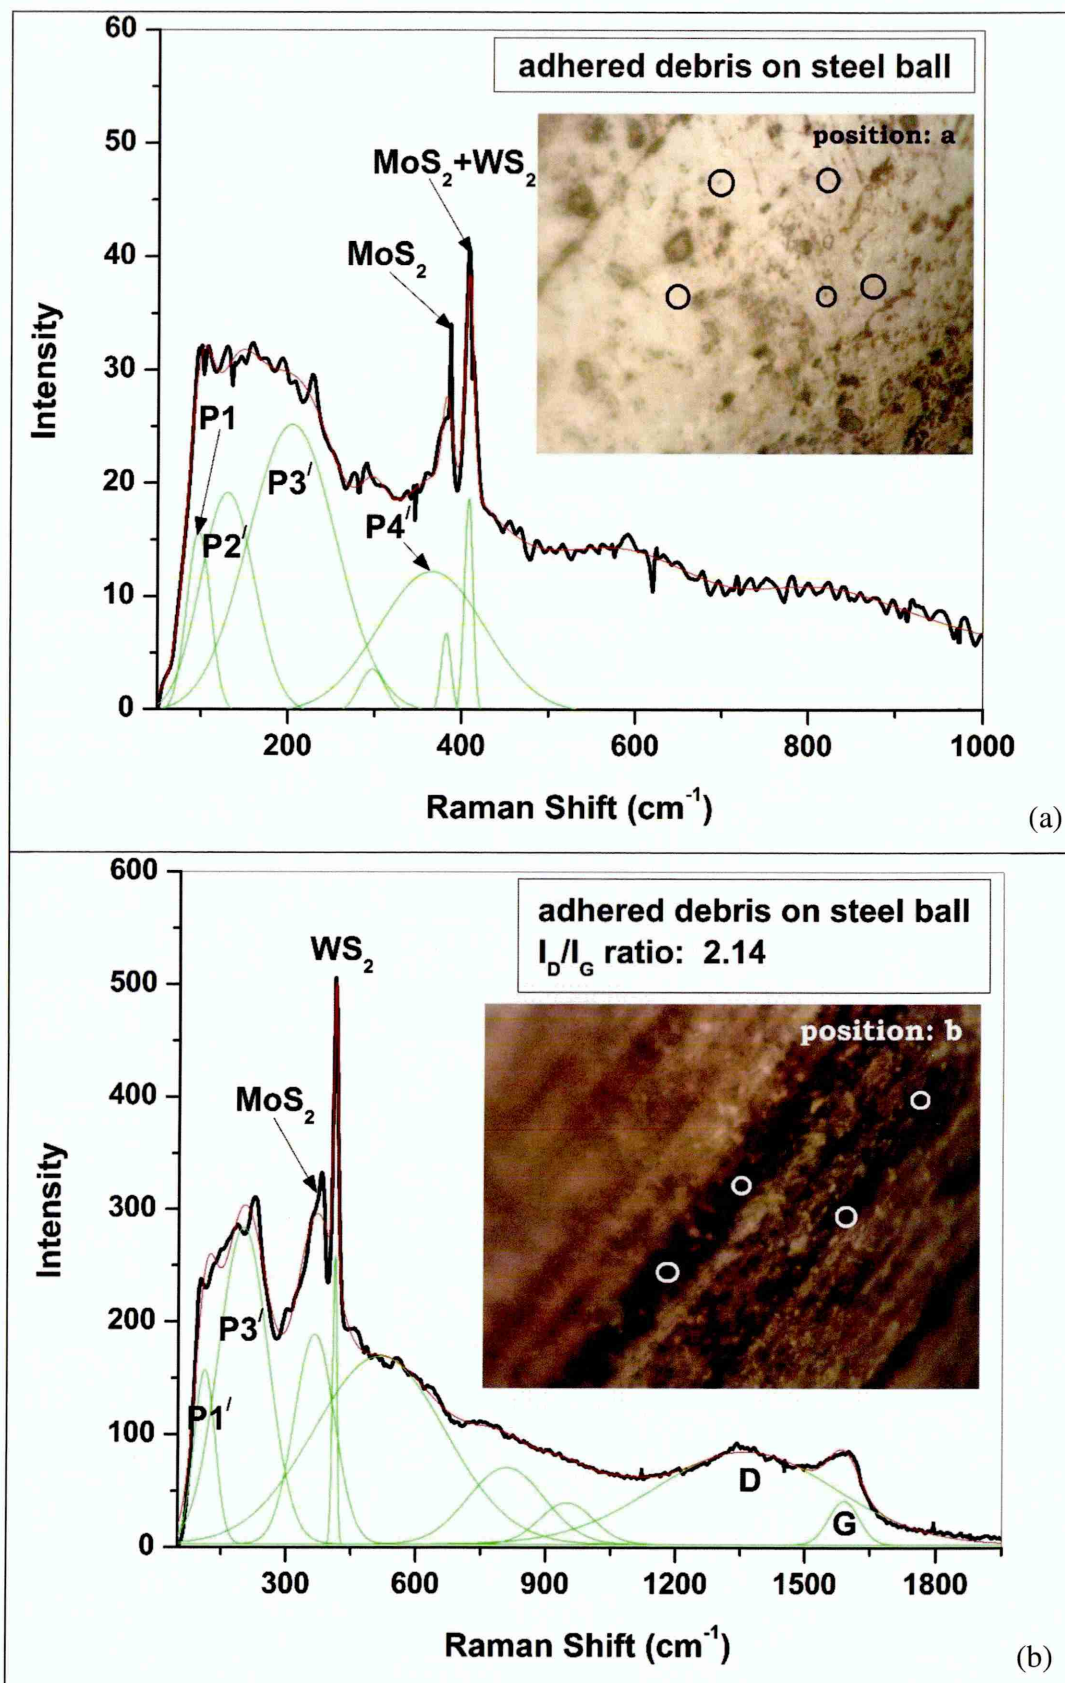 60
50
40
30
20
10
0
Intensity
adhered debris on steel ball
position: a
MoS₂+WS₂
MoS₂
P1
P2/
P3/
P4/
200 400 600 800 1000
Raman Shift (cm⁻¹)
(a)
600
500
400
300
200
100
0
Intensity
adhered debris on steel ball
I_D/I_G ratio: 2.14
position: b
WS₂
MoS₂
P3/
P1/
D
G
300 600 900 1200 1500 1800
Raman Shift (cm⁻¹)
(b)